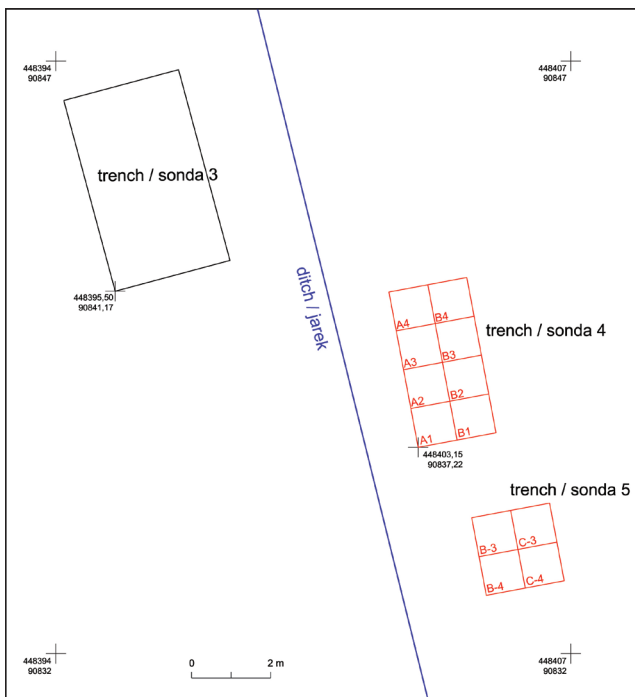 448394
90847
448407
90847
trench / sonda 3
448395,50
90841,17
ditch / jarek
A4
B4
trench / sonda 4
A3
B3
A2
B2
A1
B1
448403,15
90837,22
trench / sonda 5
B-3
C-3
B-4
C-4
448394
90832
0
2 m
448407
90832